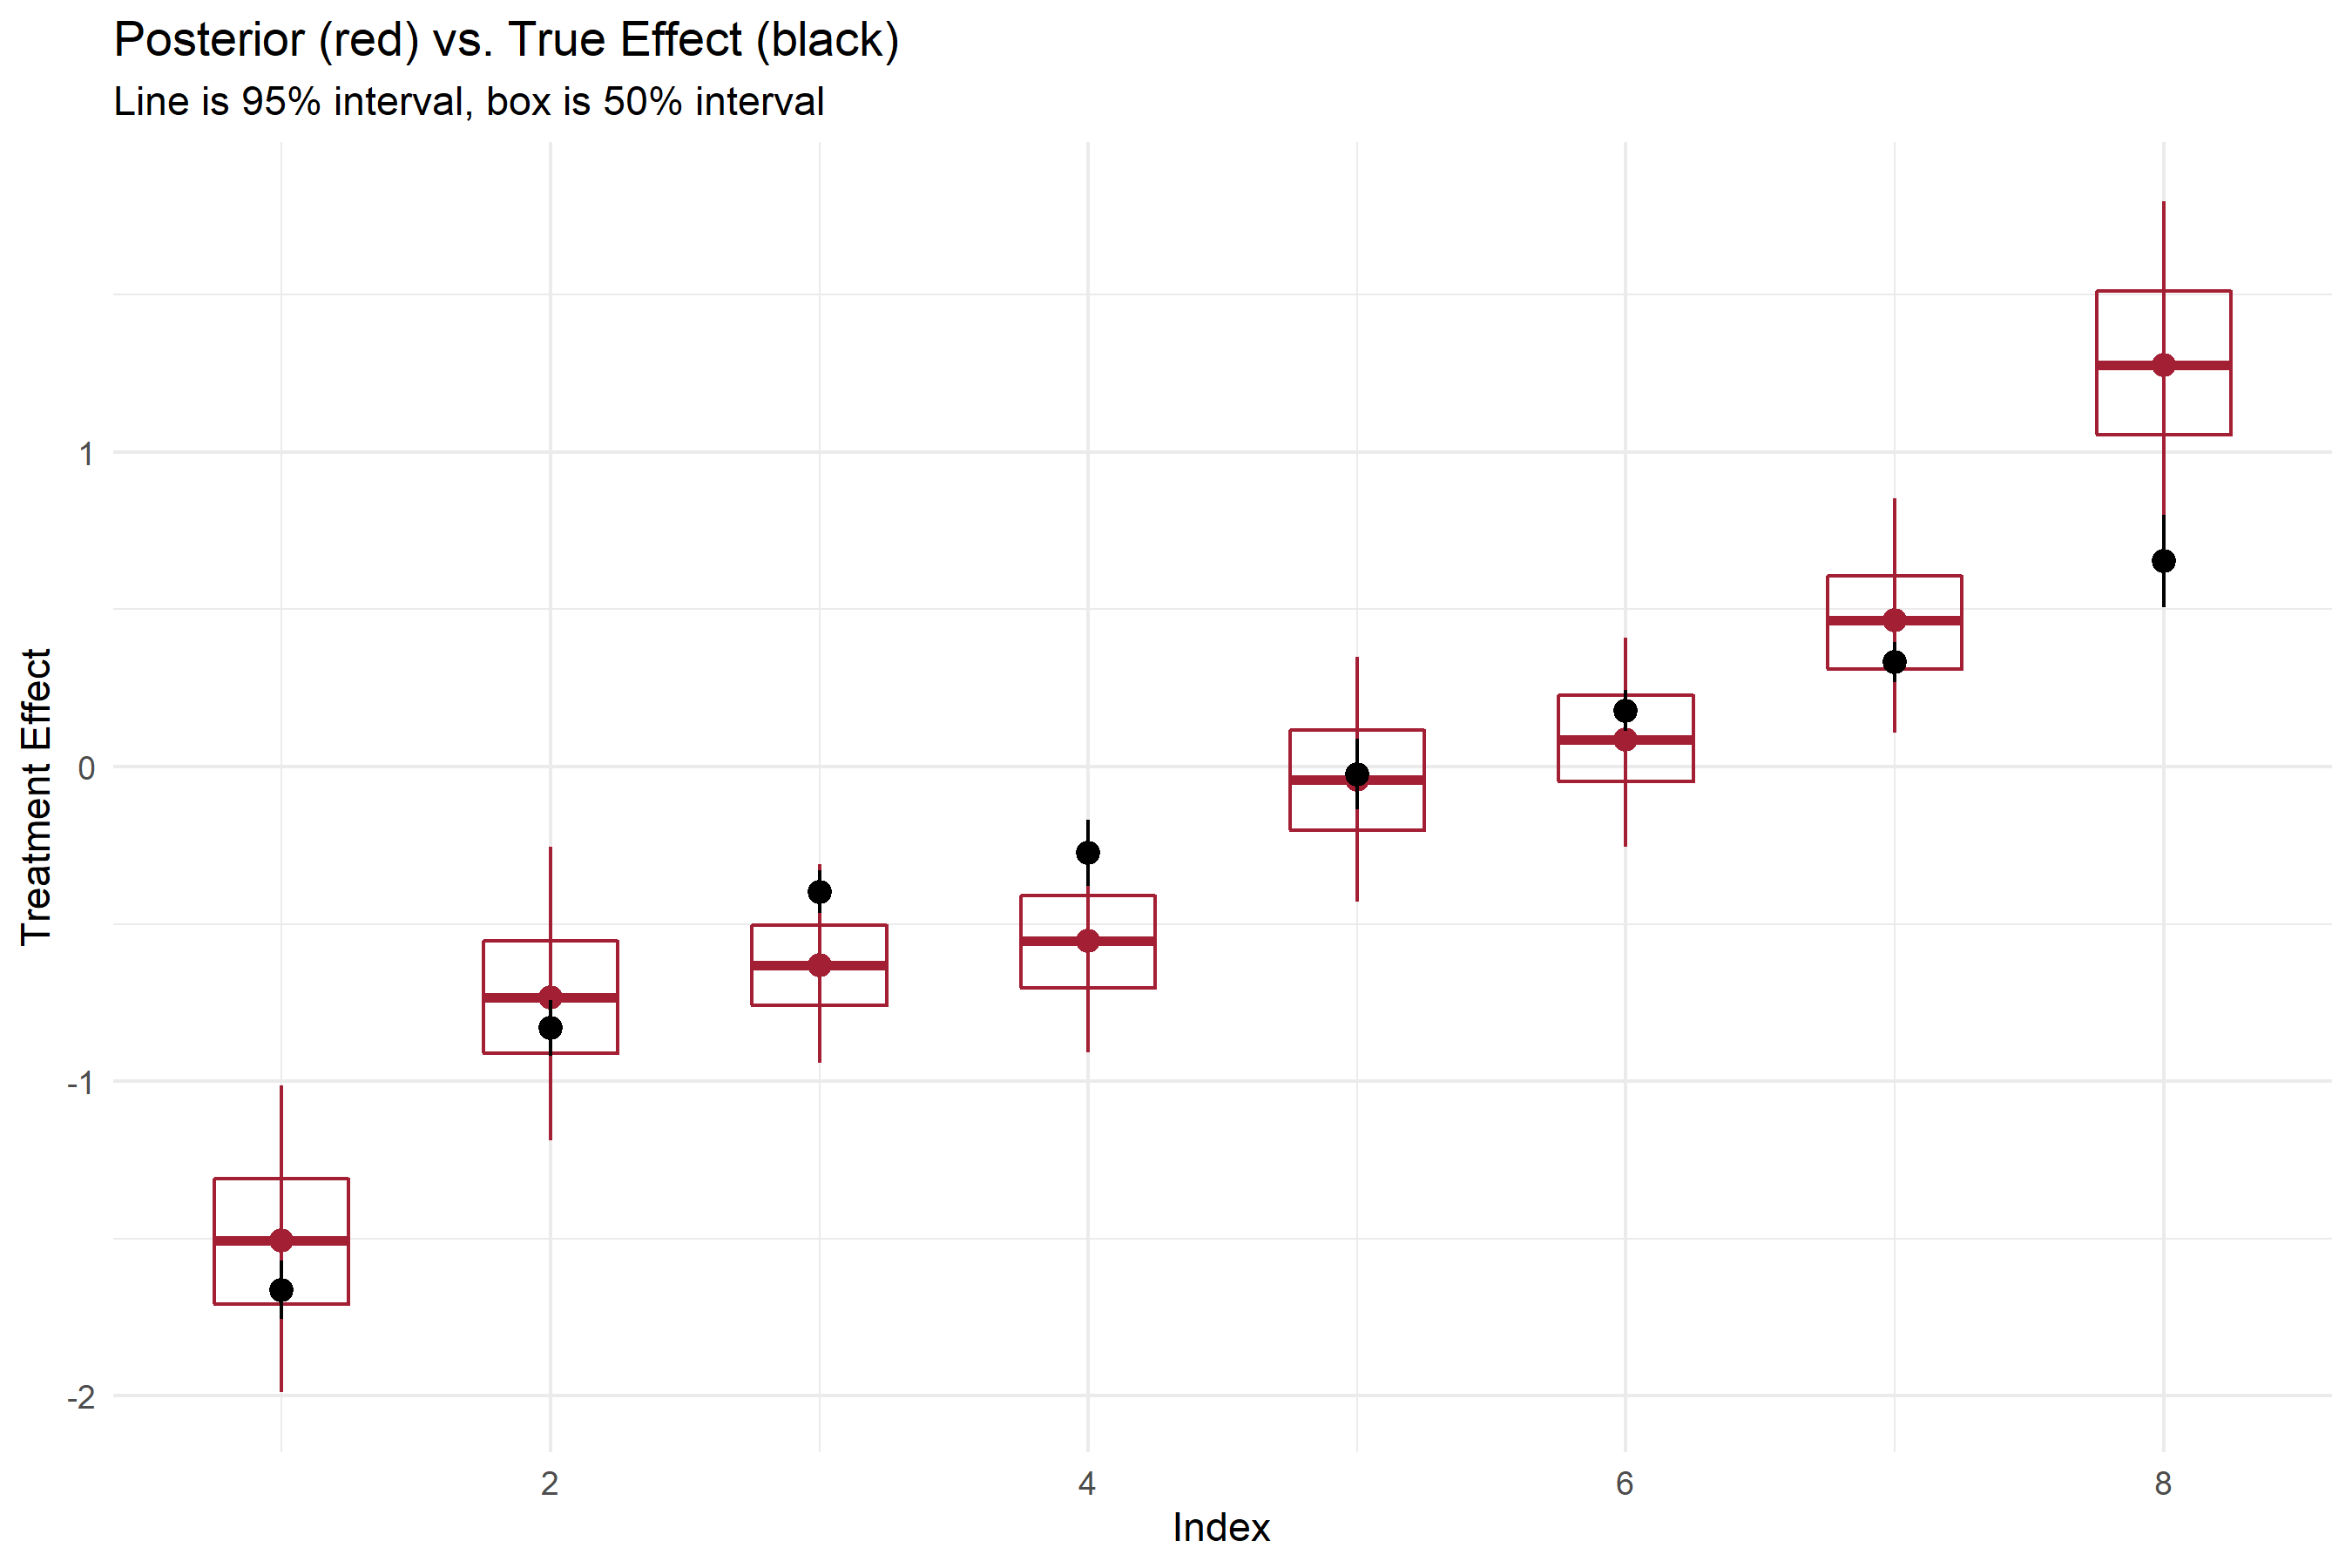 Posterior (red) vs. True Effect (black)
Line is 95% interval, box is 50% interval
Treatment Effect
1
0
-1
-2
2
4
6
8
Index